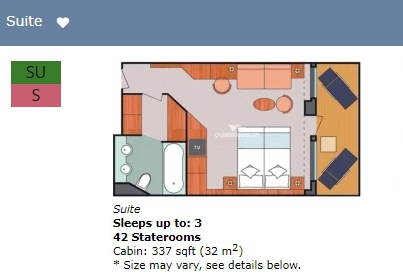 Suite
SU
S
TV
Suite
Sleeps up to: 3
42 Staterooms
Cabin: 337 sqft (32 m²)
* Size may vary, see details below.